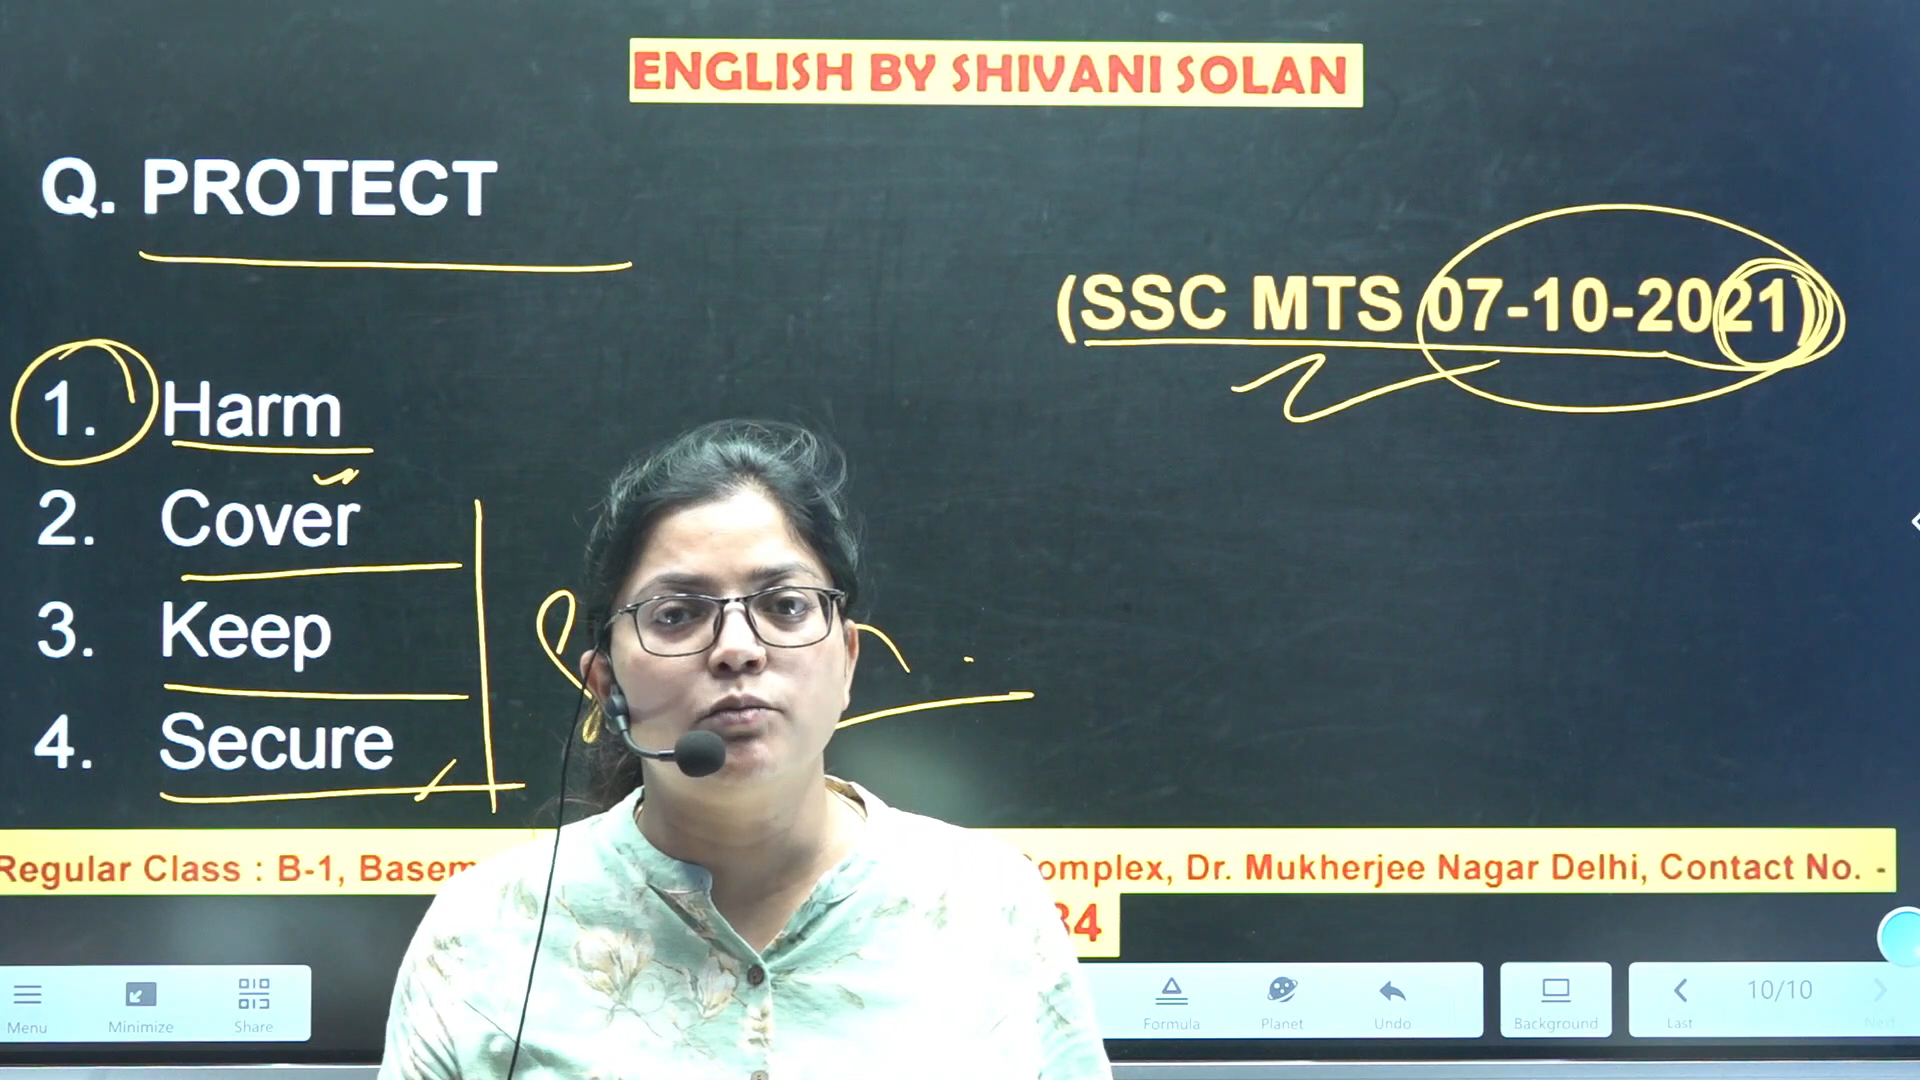 ENGLISH BY SHIVANI SOLAN
Q. PROTECT
(SSC MTS 07-10-2021)
1. Harm
2. Cover
3. Keep
4. Secure
Regular Class : B-1, omplex, Dr. Mukherjee Nagar Delhi, Contact No. -
34
Menu Minimize Share Formula Planet Undo Background Last 10/10 Next